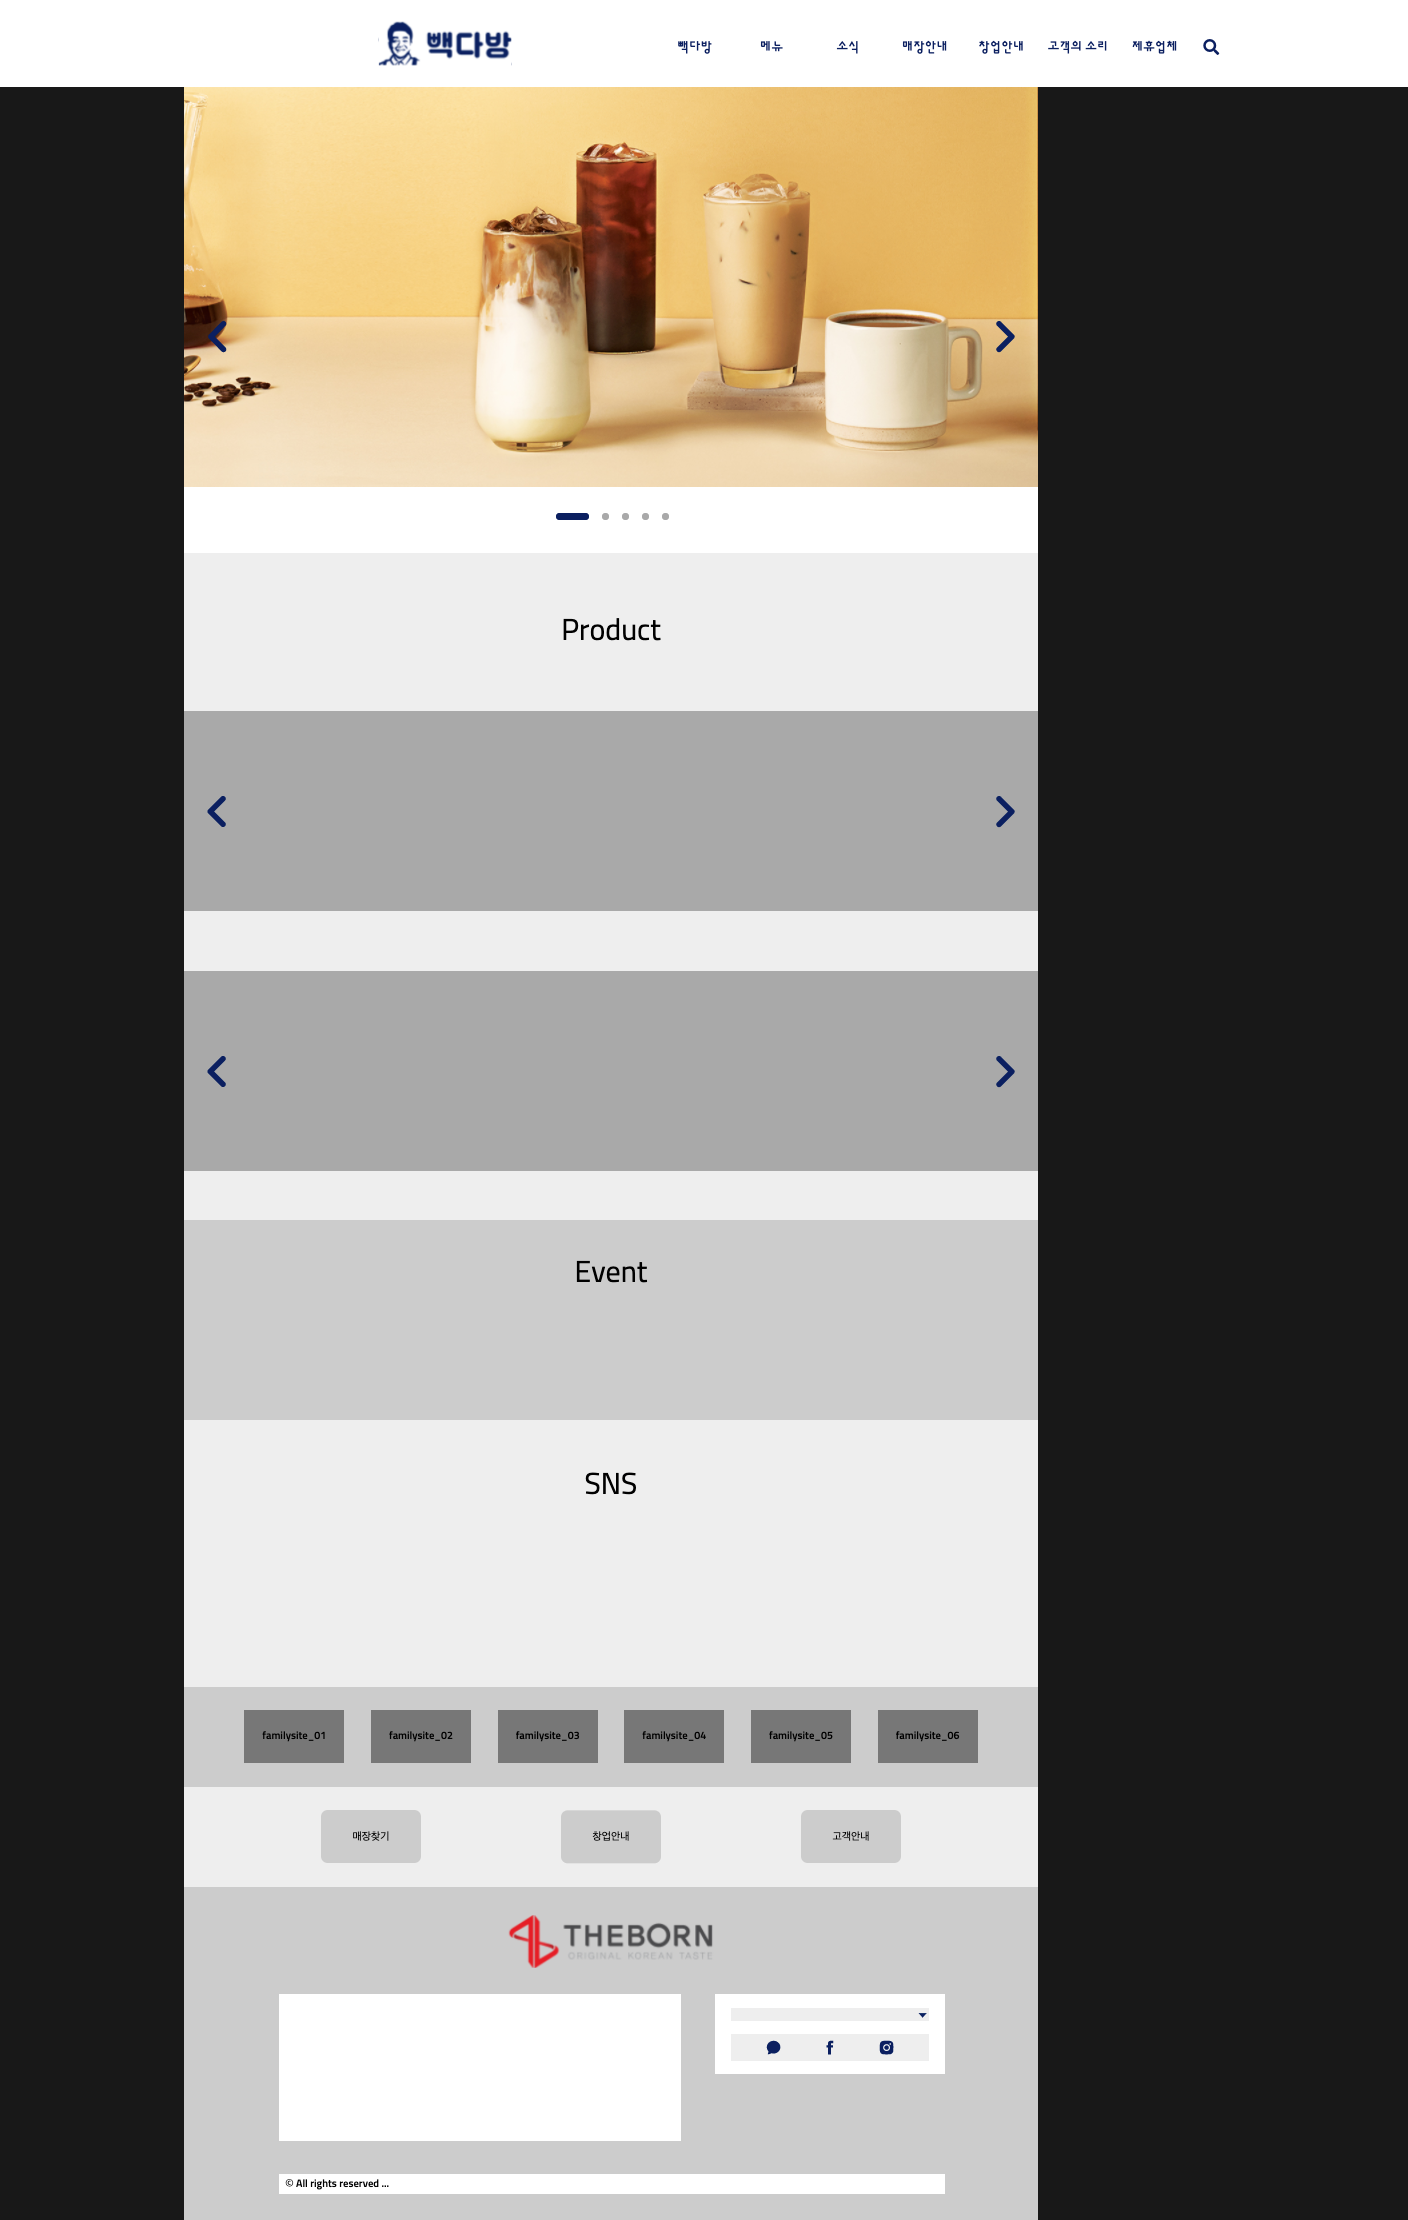 빽다방
빽다방 메뉴 소식 매장안내 창업안내 고객의 소리 제휴업체
Product
Event
SNS
familysite_01 familysite_02 familysite_03 familysite_04 familysite_05 familysite_06
매장찾기 창업안내 고객안내
THEBORN
ORIGINAL KOREAN TASTE
© All rights reserved ...